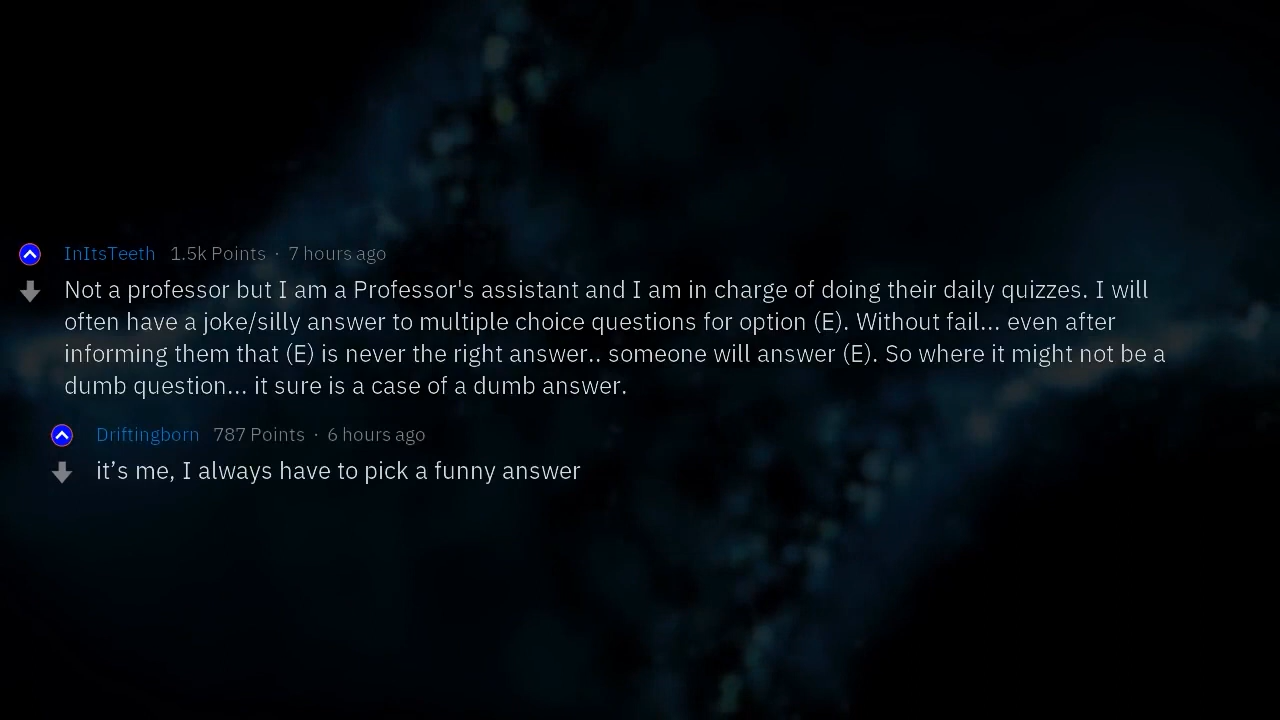 InItsTeeth 1.5k Points · 7 hours ago
Not a professor but I am a Professor's assistant and I am in charge of doing their daily quizzes. I will
often have a joke/silly answer to multiple choice questions for option (E). Without fail... even after
informing them that (E) is never the right answer.. someone will answer (E). So where it might not be a
dumb question... it sure is a case of a dumb answer.
Driftingborn 787 Points · 6 hours ago
it’s me, I always have to pick a funny answer